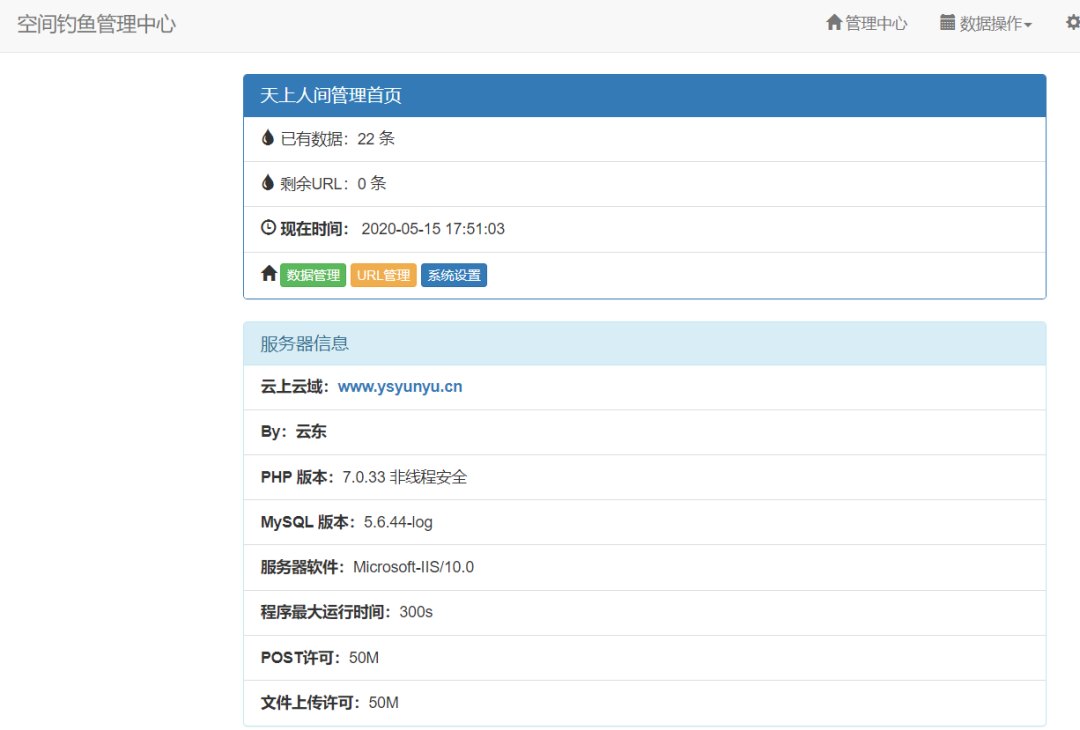 空间钓鱼管理中心 管理中心 数据操作
天上人间管理首页
已有数据：22 条
剩余URL：0 条
现在时间： 2020-05-15 17:51:03
数据管理 URL管理 系统设置
服务器信息
云上云域：www.ysyunyu.cn
By：云东
PHP 版本：7.0.33 非线程安全
MySQL 版本：5.6.44-log
服务器软件：Microsoft-IIS/10.0
程序最大运行时间：300s
POST许可：50M
文件上传许可：50M